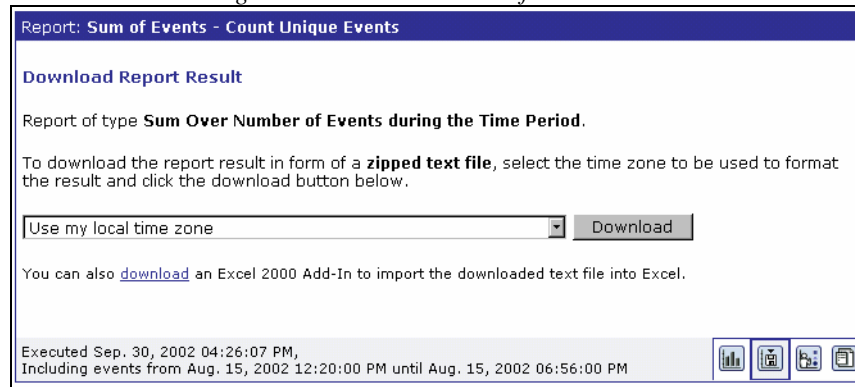 Report: Sum of Events - Count Unique Events
Download Report Result
Report of type Sum Over Number of Events during the Time Period.
To download the report result in form of a zipped text file, select the time zone to be used to format
the result and click the download button below.
Use my local time zone
Download
You can also download an Excel 2000 Add-In to import the downloaded text file into Excel.
Executed Sep. 30, 2002 04:26:07 PM,
Including events from Aug. 15, 2002 12:20:00 PM until Aug. 15, 2002 06:56:00 PM